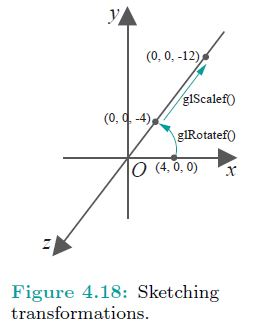 y
(0, 0, -12)
glScalef()
(0, 0, -4)
glRotatef()
O (4, 0, 0) x
z
Figure 4.18: Sketching
transformations.